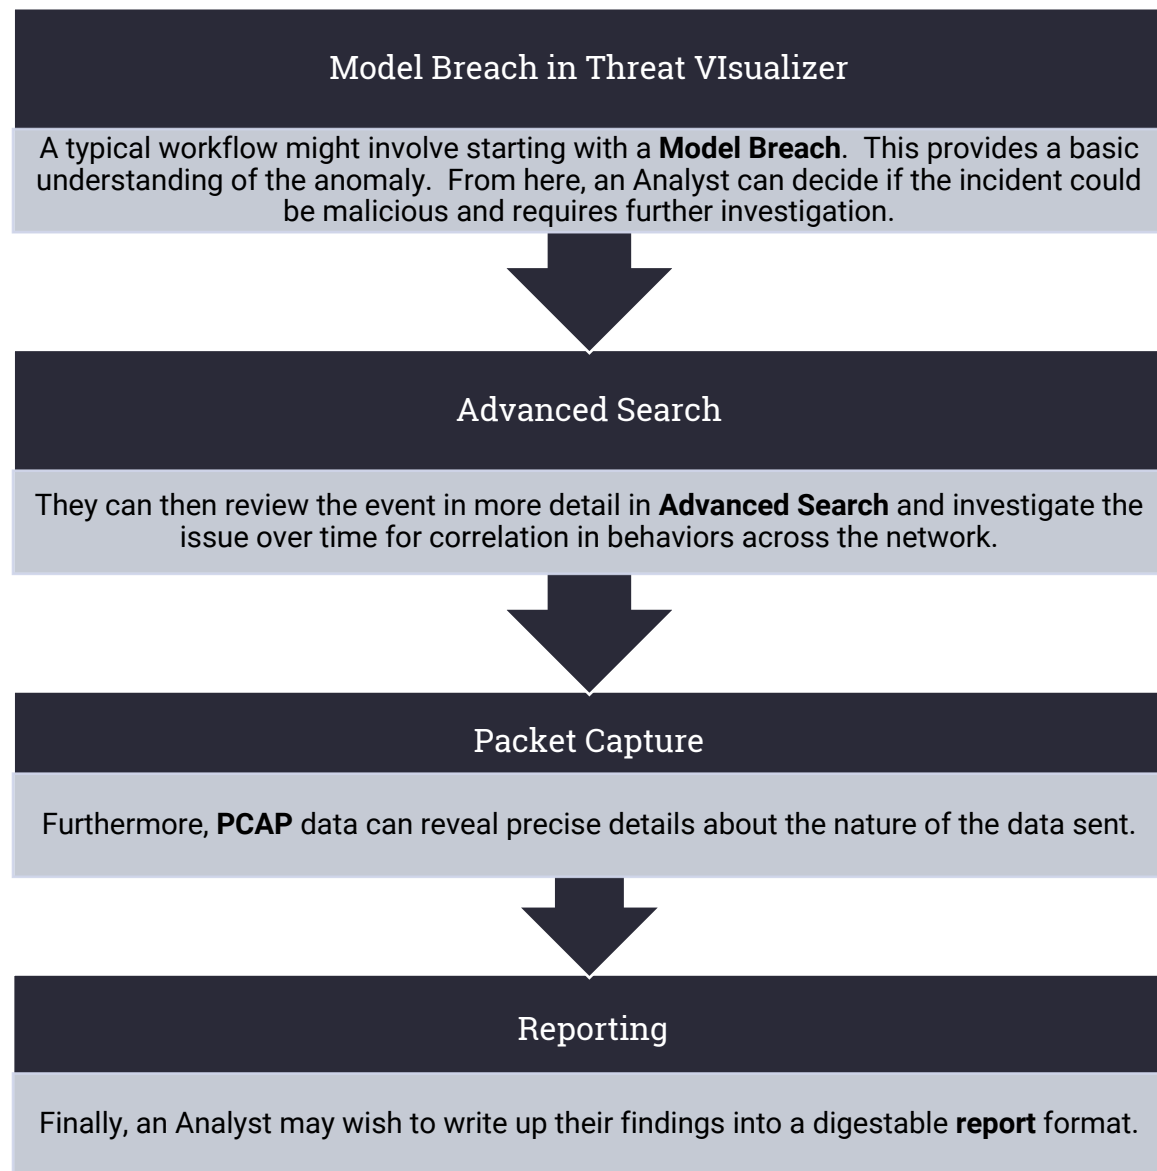 Model Breach in Threat VIsualizer
A typical workflow might involve starting with a Model Breach.  This provides a basic
understanding of the anomaly.  From here, an Analyst can decide if the incident could
be malicious and requires further investigation.
Advanced Search
They can then review the event in more detail in Advanced Search and investigate the
issue over time for correlation in behaviors across the network.
Packet Capture
Furthermore, PCAP data can reveal precise details about the nature of the data sent.
Reporting
Finally, an Analyst may wish to write up their findings into a digestable report format.